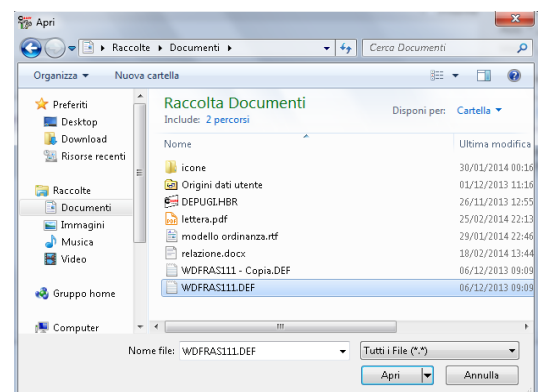 Apri
Raccolte Documenti Cerca Documenti
Organizza Nuova cartella
Preferiti
Desktop
Download
Risorse recenti
Raccolte
Documenti
Immagini
Musica
Video
Gruppo home
Computer
Raccolta Documenti
Include: 2 percorsi
Disponi per: Cartella
Nome Ultima modifica
icone 30/01/2014 00:16
Origini dati utente 01/12/2013 11:16
DEPUGI.HBR 26/11/2013 12:55
lettera.pdf 25/02/2014 22:13
modello ordinanza.rtf 29/01/2014 22:46
relazione.docx 18/02/2014 13:44
WDFRAS111 - Copia.DEF 06/12/2013 09:09
WDFRAS111.DEF 06/12/2013 09:09
Nome file: WDFRAS111.DEF Tutti i File (*.*)
Apri Annulla